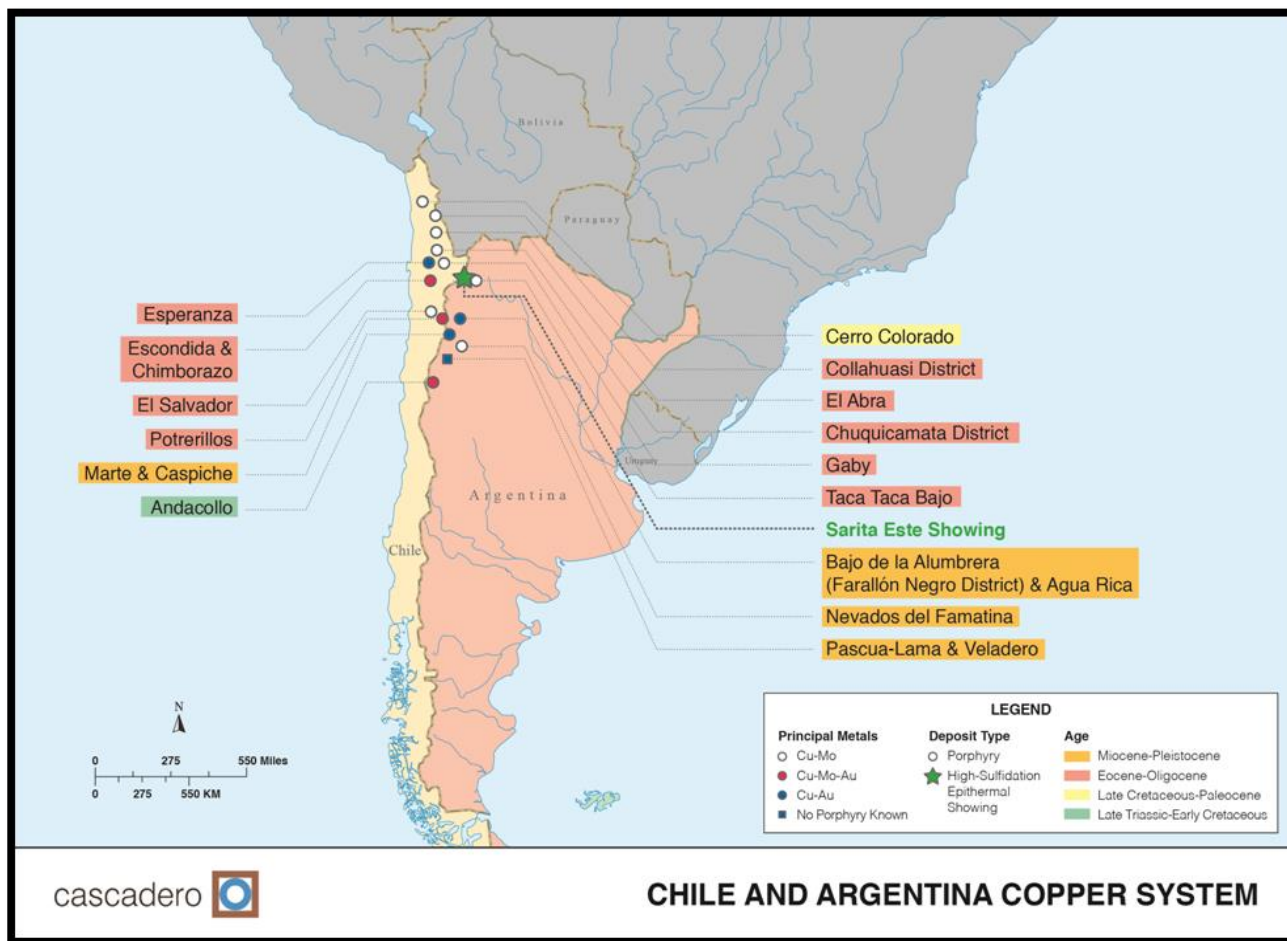 Bolivia
Paraguay
Uruguay
Argentina
Chile
Esperanza
Escondida &
Chimborazo
El Salvador
Potrerillos
Marte & Caspiche
Andacollo
Cerro Colorado
Collahuasi District
El Abra
Chuquicamata District
Gaby
Taca Taca Bajo
Sarita Este Showing
Bajo de la Alumbrera
(Farallón Negro District) & Agua Rica
Nevados del Famatina
Pascua-Lama & Veladero
N
0 275 550 Miles
0 275 550 KM
LEGEND
Principal Metals
Cu-Mo
Cu-Mo-Au
Cu-Au
No Porphyry Known
Deposit Type
Porphyry
High-Sulfidation
Epithermal
Showing
Age
Miocene-Pleistocene
Eocene-Oligocene
Late Cretaceous-Paleocene
Late Triassic-Early Cretaceous
cascadero
CHILE AND ARGENTINA COPPER SYSTEM